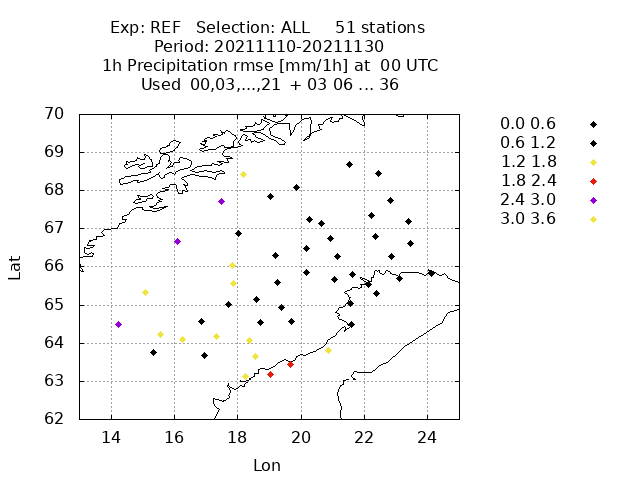 Exp: REF   Selection: ALL     51 stations
Period: 20211110-20211130
1h Precipitation rmse [mm/1h] at  00 UTC
Used  00,03,...,21  + 03 06 ... 36
70
69
68
67
66
65
64
63
62
Lat
14 16 18 20 22 24
Lon
0.0 0.6
0.6 1.2
1.2 1.8
1.8 2.4
2.4 3.0
3.0 3.6